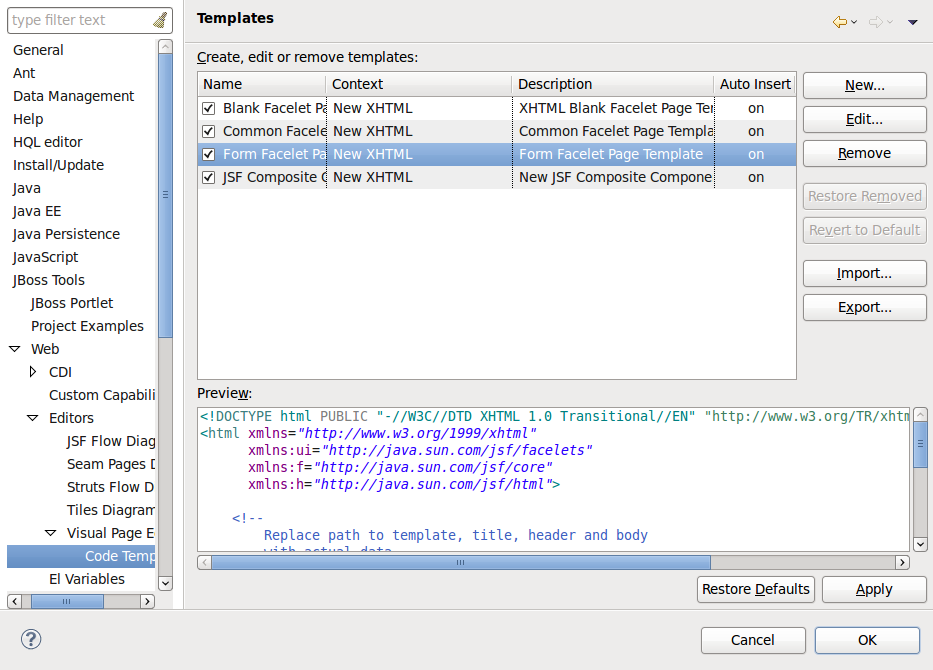 type filter text
General
Ant
Data Management
Help
HQL editor
Install/Update
Java
Java EE
Java Persistence
JavaScript
JBoss Tools
JBoss Portlet
Project Examples
Web
CDI
Custom Capabili
Editors
JSF Flow Diag
Seam Pages D
Struts Flow D
Tiles Diagram
Visual Page E
Code Temp
El Variables
Templates
Create, edit or remove templates:
Name Context Description Auto Insert
Blank Facelet Pa New XHTML XHTML Blank Facelet Page Ter on
Common Facele New XHTML Common Facelet Page Templa on
Form Facelet Pa New XHTML Form Facelet Page Template on
JSF Composite C New XHTML New JSF Composite Compone on
New...
Edit...
Remove
Restore Removed
Revert to Default
Import...
Export...
Preview:
<!DOCTYPE html PUBLIC "-//W3C//DTD XHTML 1.0 Transitional//EN" "http://www.w3.org/TR/xhtm
<html xmlns="http://www.w3.org/1999/xhtml"
xmlns:ui="http://java.sun.com/jsf/facelets"
xmlns:f="http://java.sun.com/jsf/core"
xmlns:h="http://java.sun.com/jsf/html">
<!--
Replace path to template, title, header and body
with actual data
Restore Defaults Apply
? Cancel OK